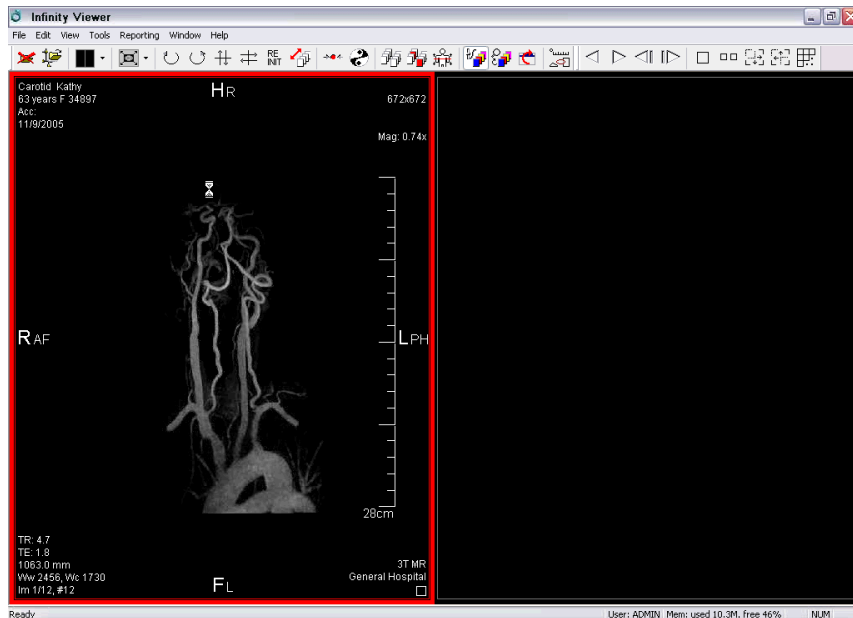 Infinity Viewer
File Edit View Tools Reporting Window Help
RE
INIT
Carotid Kathy
63 years F 34897
Acc:
11/9/2005
HR
672x672
Mag: 0.74x
RAF
LPH
28cm
TR: 4.7
TE: 1.8
1063.0 mm
Ww 2456, Wc 1730
Im 1/12, #12
FL
3T MR
General Hospital
Ready
User: ADMIN Mem: used 10.3M, free 46% NUM